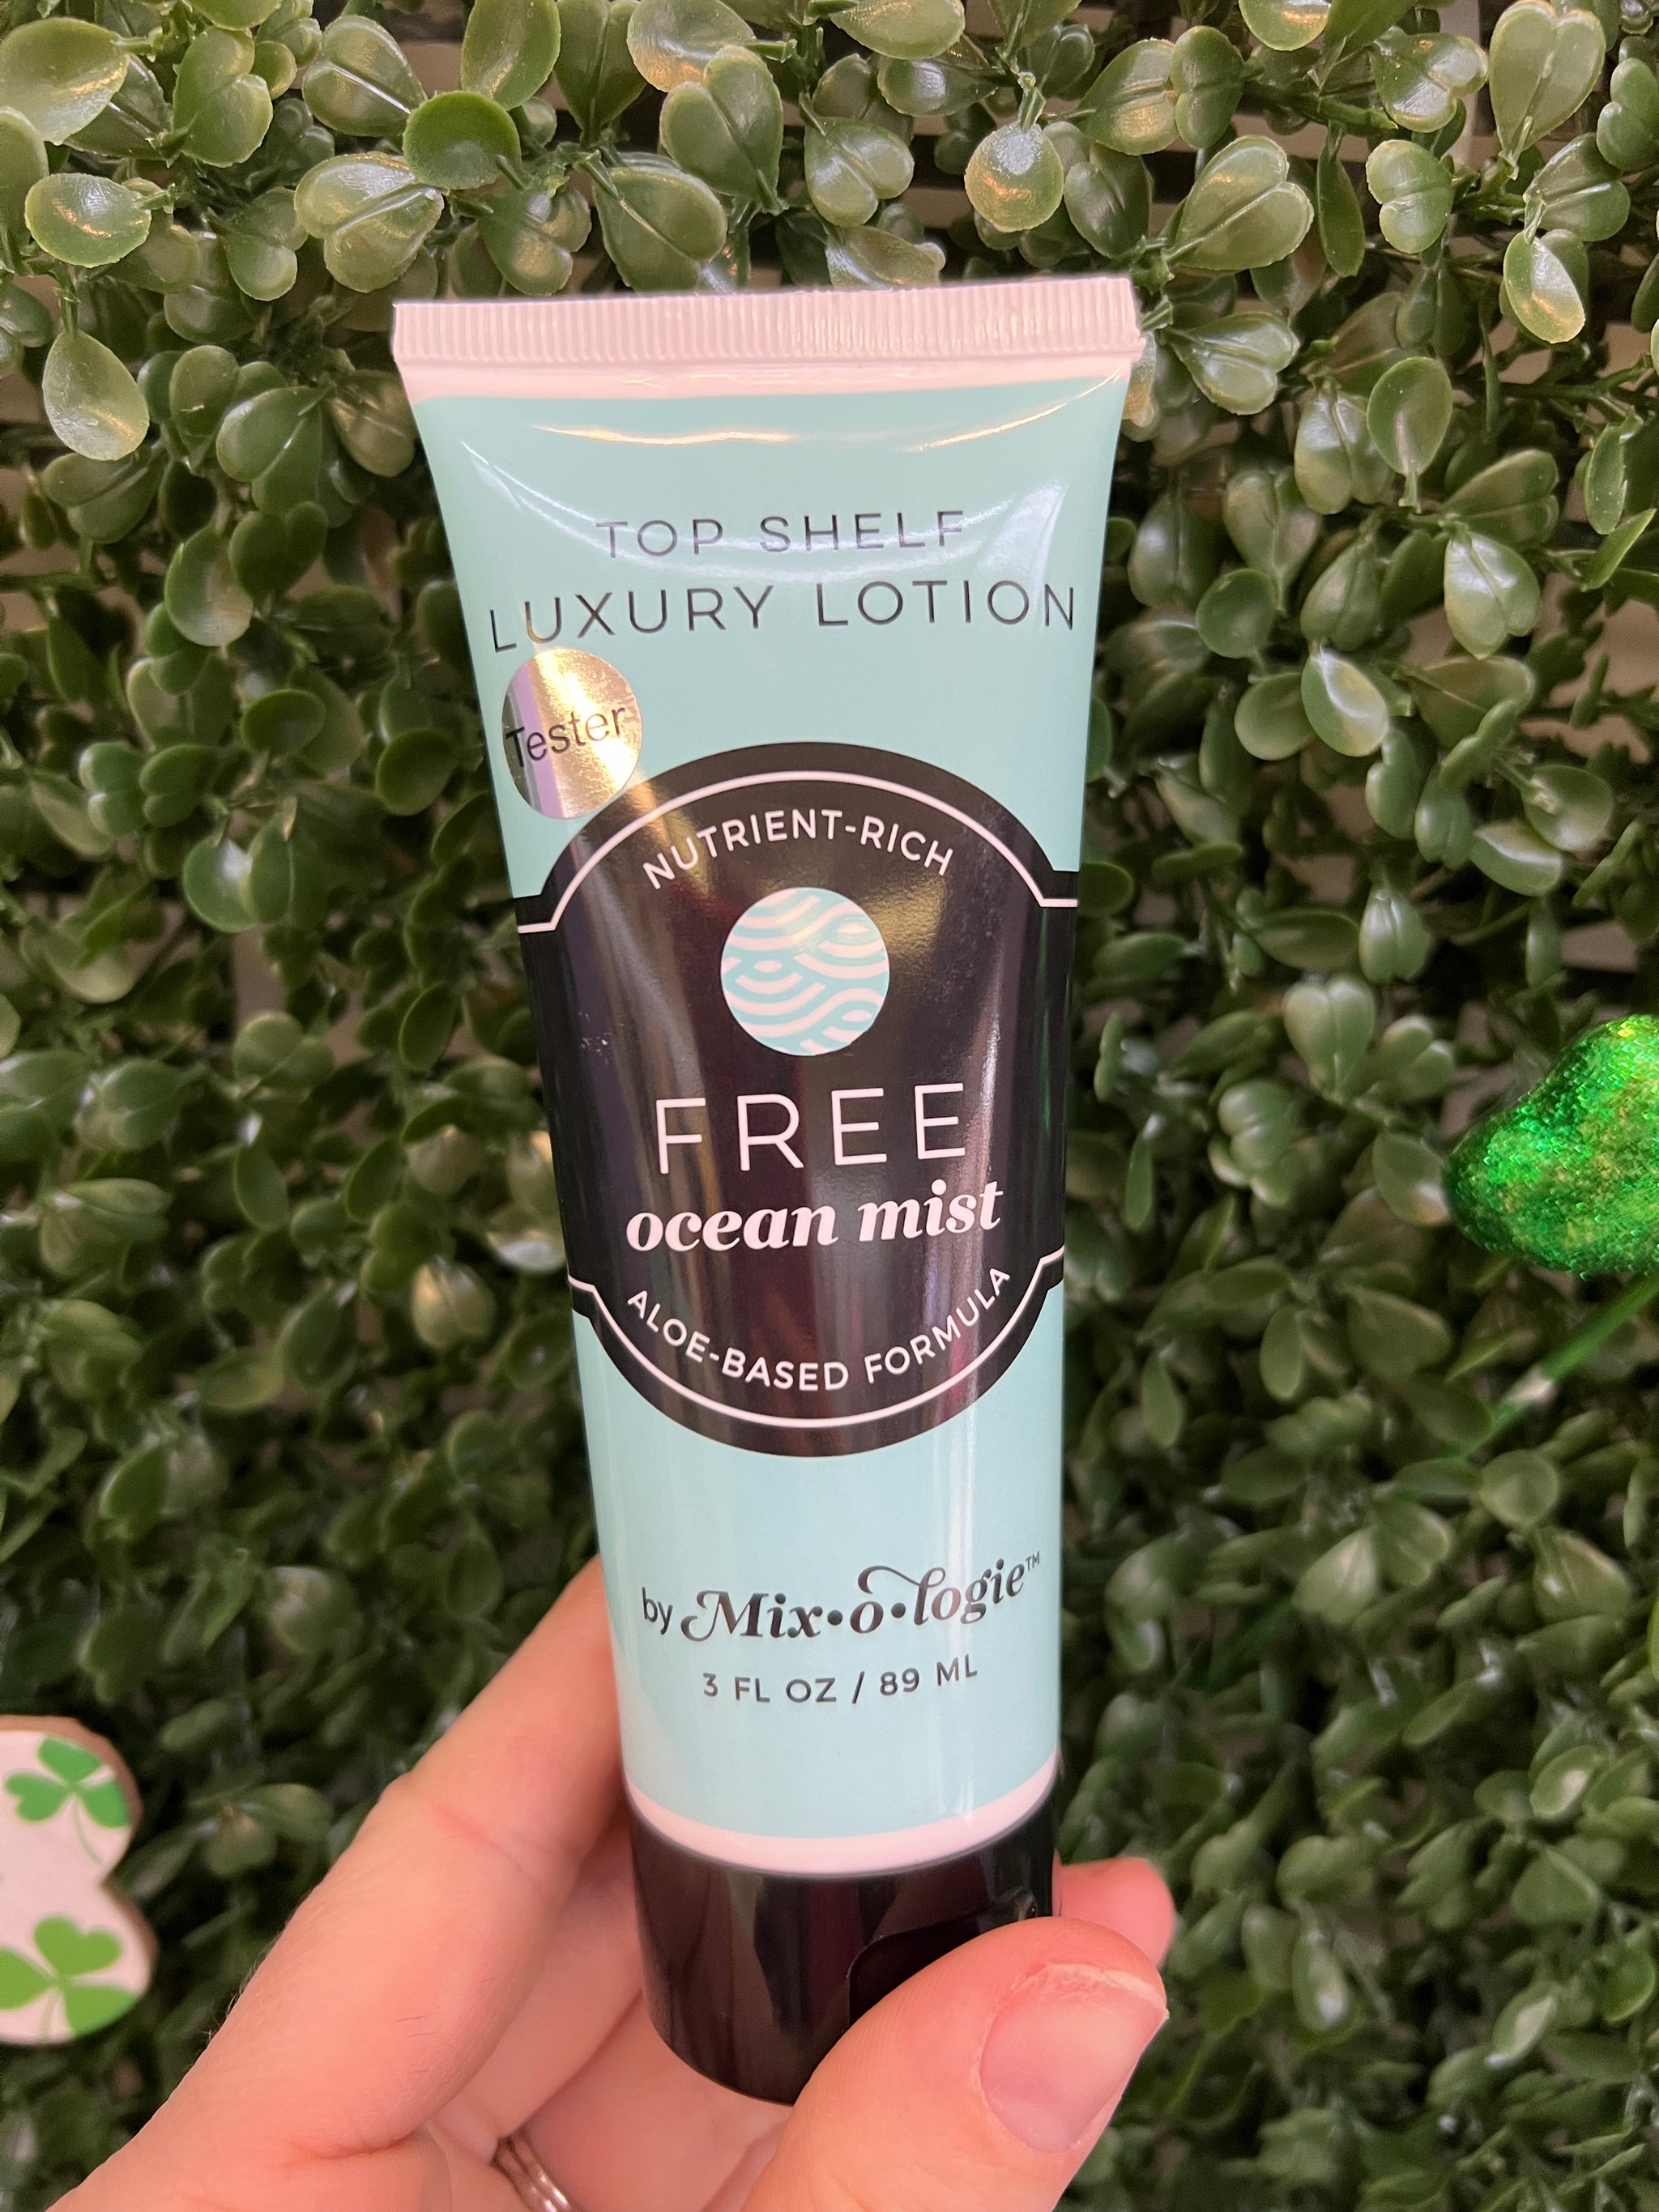 TOP SHELF
LUXURY LOTION
Tester
NUTRIENT-RICH
FREE
ocean mist
ALOE-BASED FORMULA
by Mix•o•logie™
3 FL OZ / 89 ML